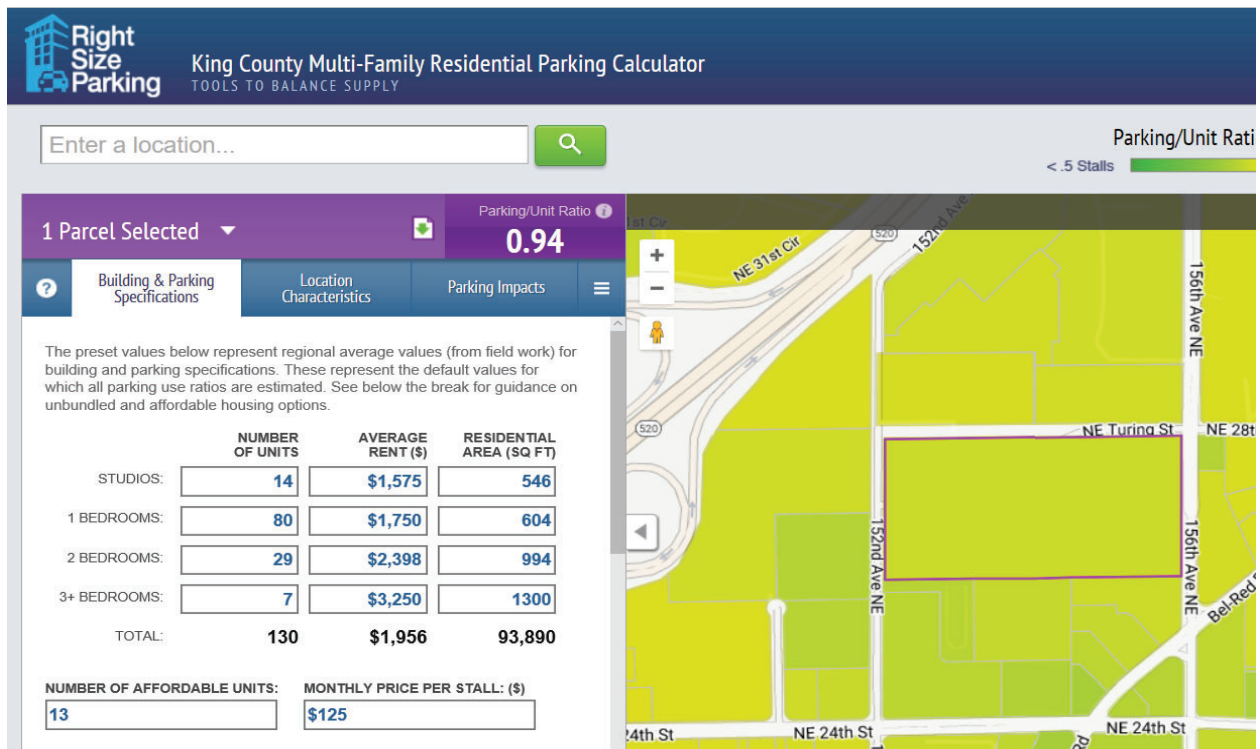 Right
Size
Parking
King County Multi-Family Residential Parking Calculator
TOOLS TO BALANCE SUPPLY
Enter a location...
Parking/Unit Rati
< .5 Stalls
1 Parcel Selected
Parking/Unit Ratio
0.94
Building & Parking
Specifications
Location
Characteristics
Parking Impacts
The preset values below represent regional average values (from field work) for
building and parking specifications. These represent the default values for
which all parking use ratios are estimated. See below the break for guidance on
unbundled and affordable housing options.
NUMBER OF UNITS AVERAGE RENT ($) RESIDENTIAL AREA (SQ FT)
STUDIOS: 14 $1,575 546
1 BEDROOMS: 80 $1,750 604
2 BEDROOMS: 29 $2,398 994
3+ BEDROOMS: 7 $3,250 1300
TOTAL: 130 $1,956 93,890
NUMBER OF AFFORDABLE UNITS: MONTHLY PRICE PER STALL: ($)
13 $125
1st Cir
NE 31st Cir
520
152nd Ave NE
156th Ave NE
520
NE Turing St
NE 28t
152nd Ave NE
156th Ave NE
Bel-Red
24th St
NE 24th St
NE 24th St